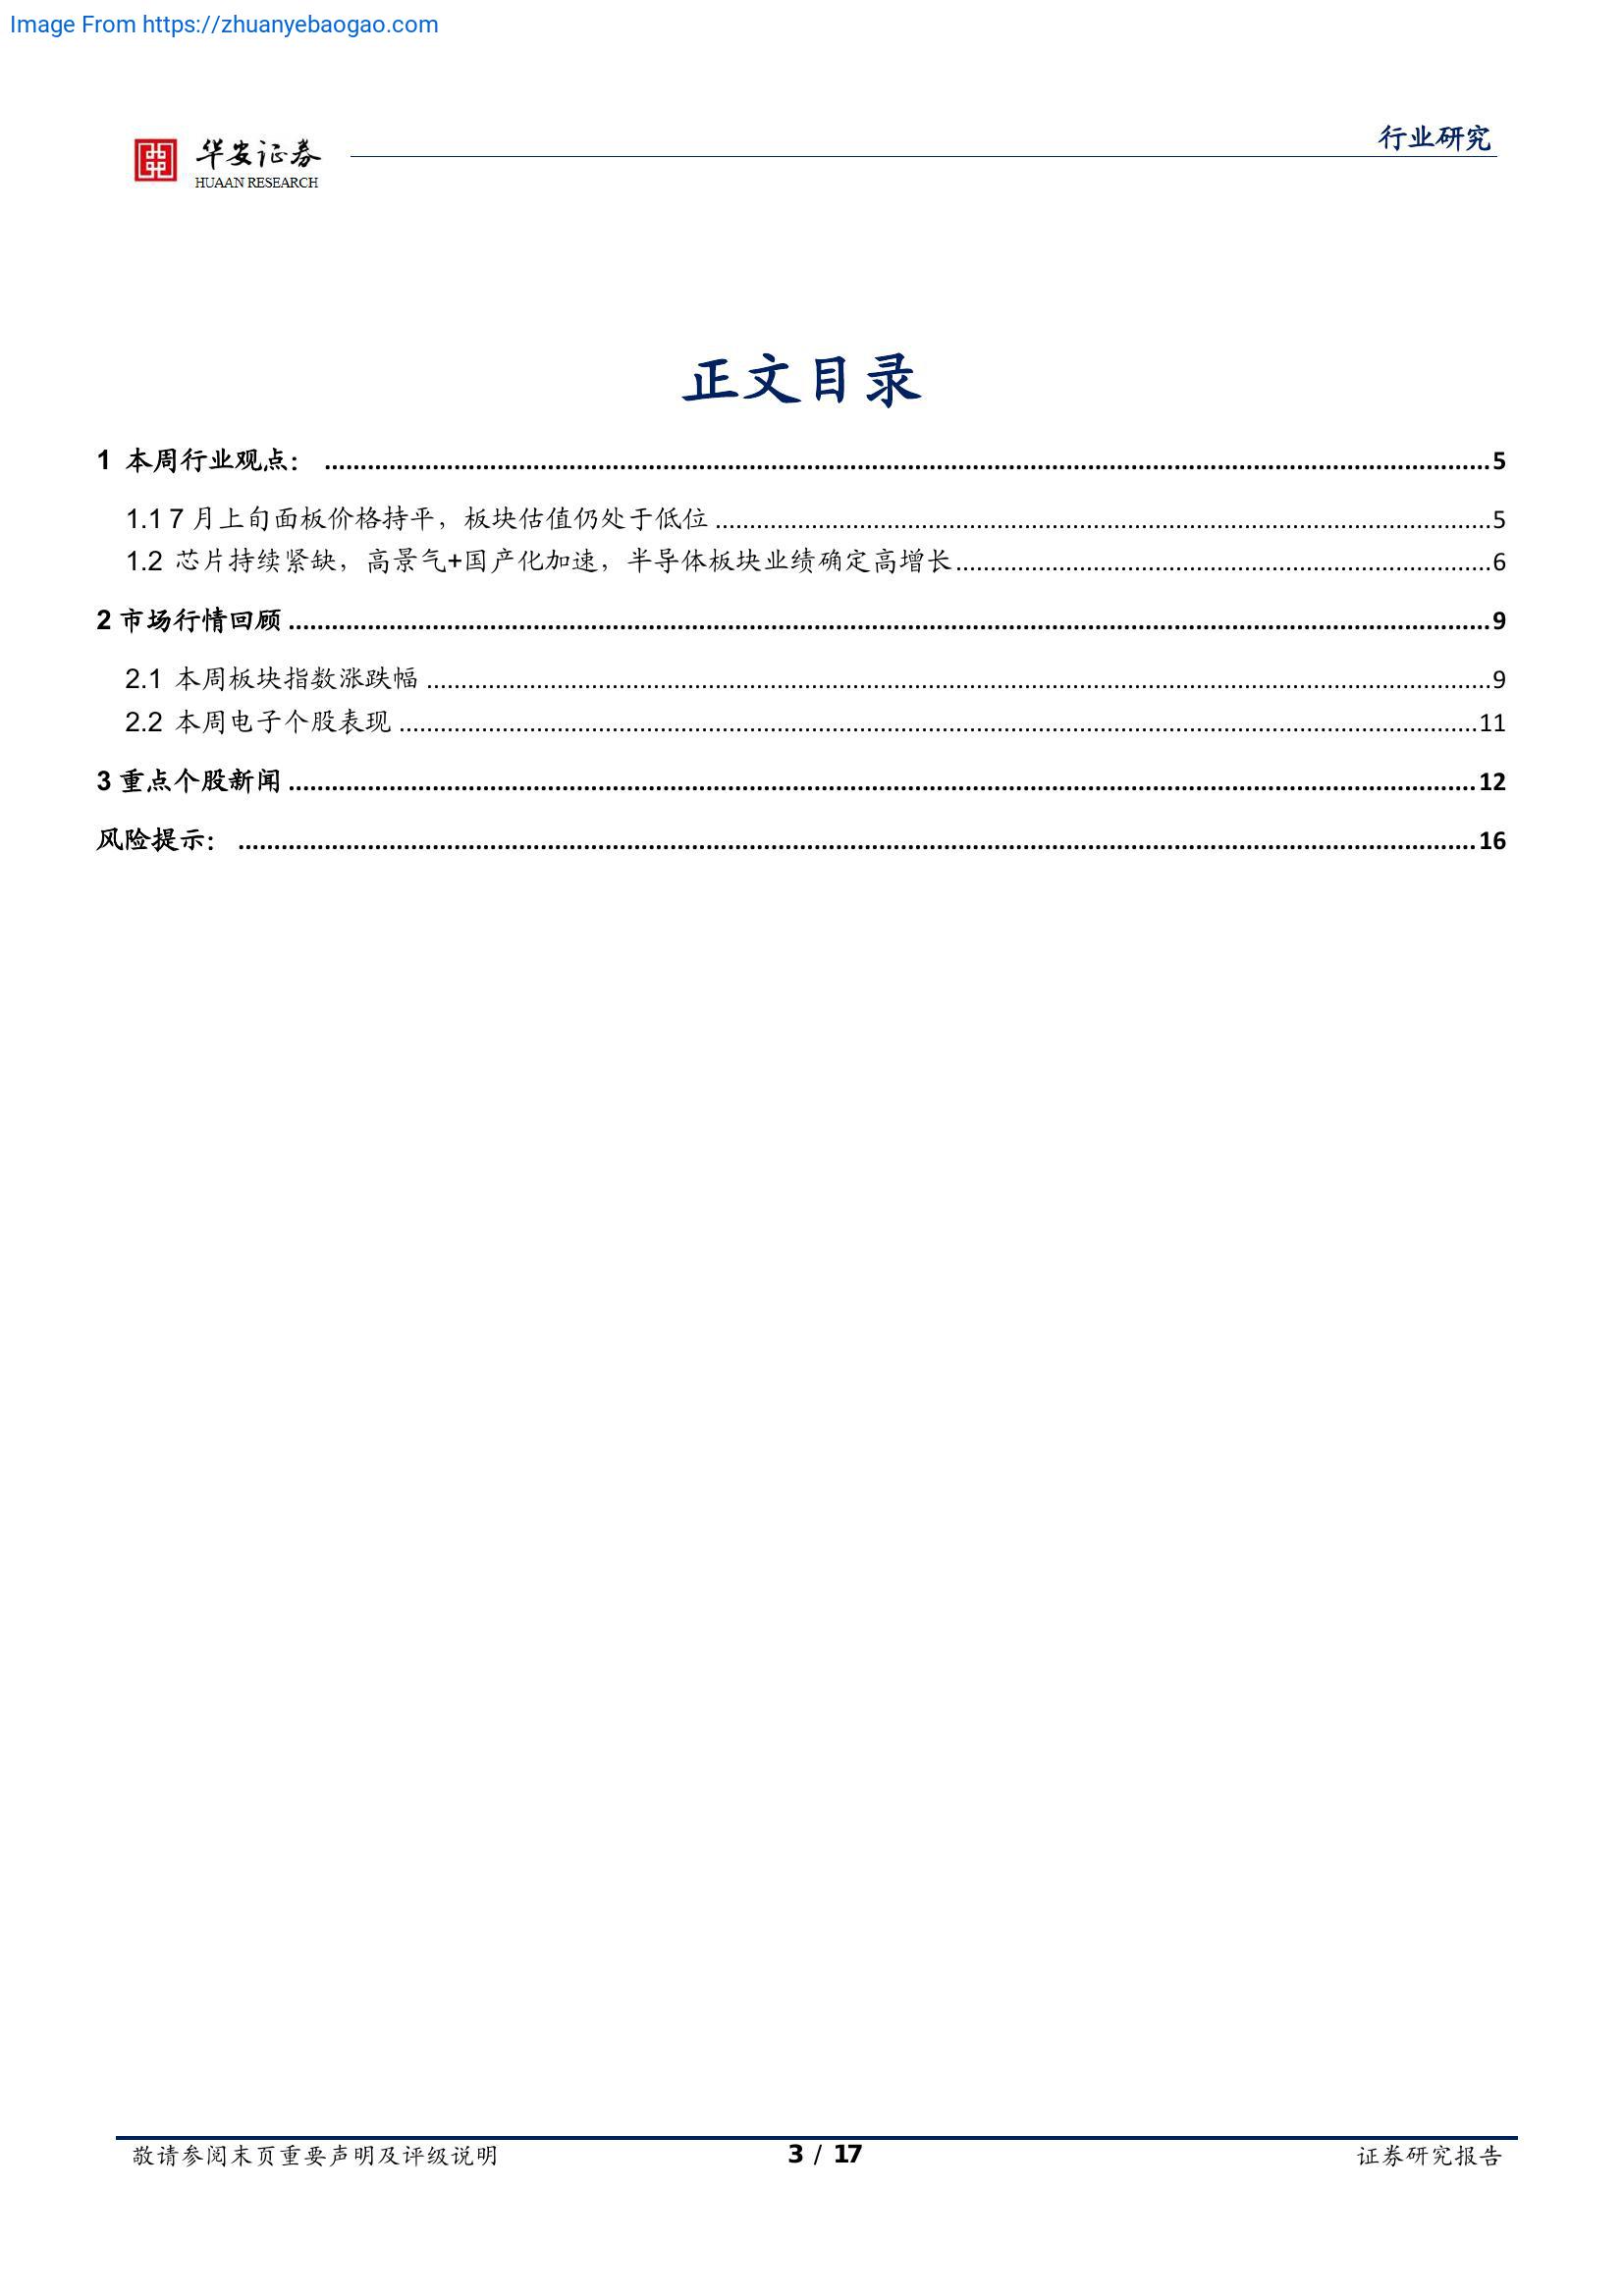 Image From https://zhuanyebaogao.com
华安证券
HUAAN RESEARCH
行业研究
正文目录
1 本周行业观点： ........................................ 5
1.1 7 月上旬面板价格持平，板块估值仍处于低位 ........................................ 5
1.2 芯片持续紧缺，高景气+国产化加速，半导体板块业绩确定高增长 ........................................ 6
2 市场行情回顾 ........................................ 9
2.1 本周板块指数涨跌幅 ........................................ 9
2.2 本周电子个股表现 ........................................ 11
3 重点个股新闻 ........................................ 12
风险提示： ........................................ 16
敬请参阅末页重要声明及评级说明
3 / 17
证券研究报告